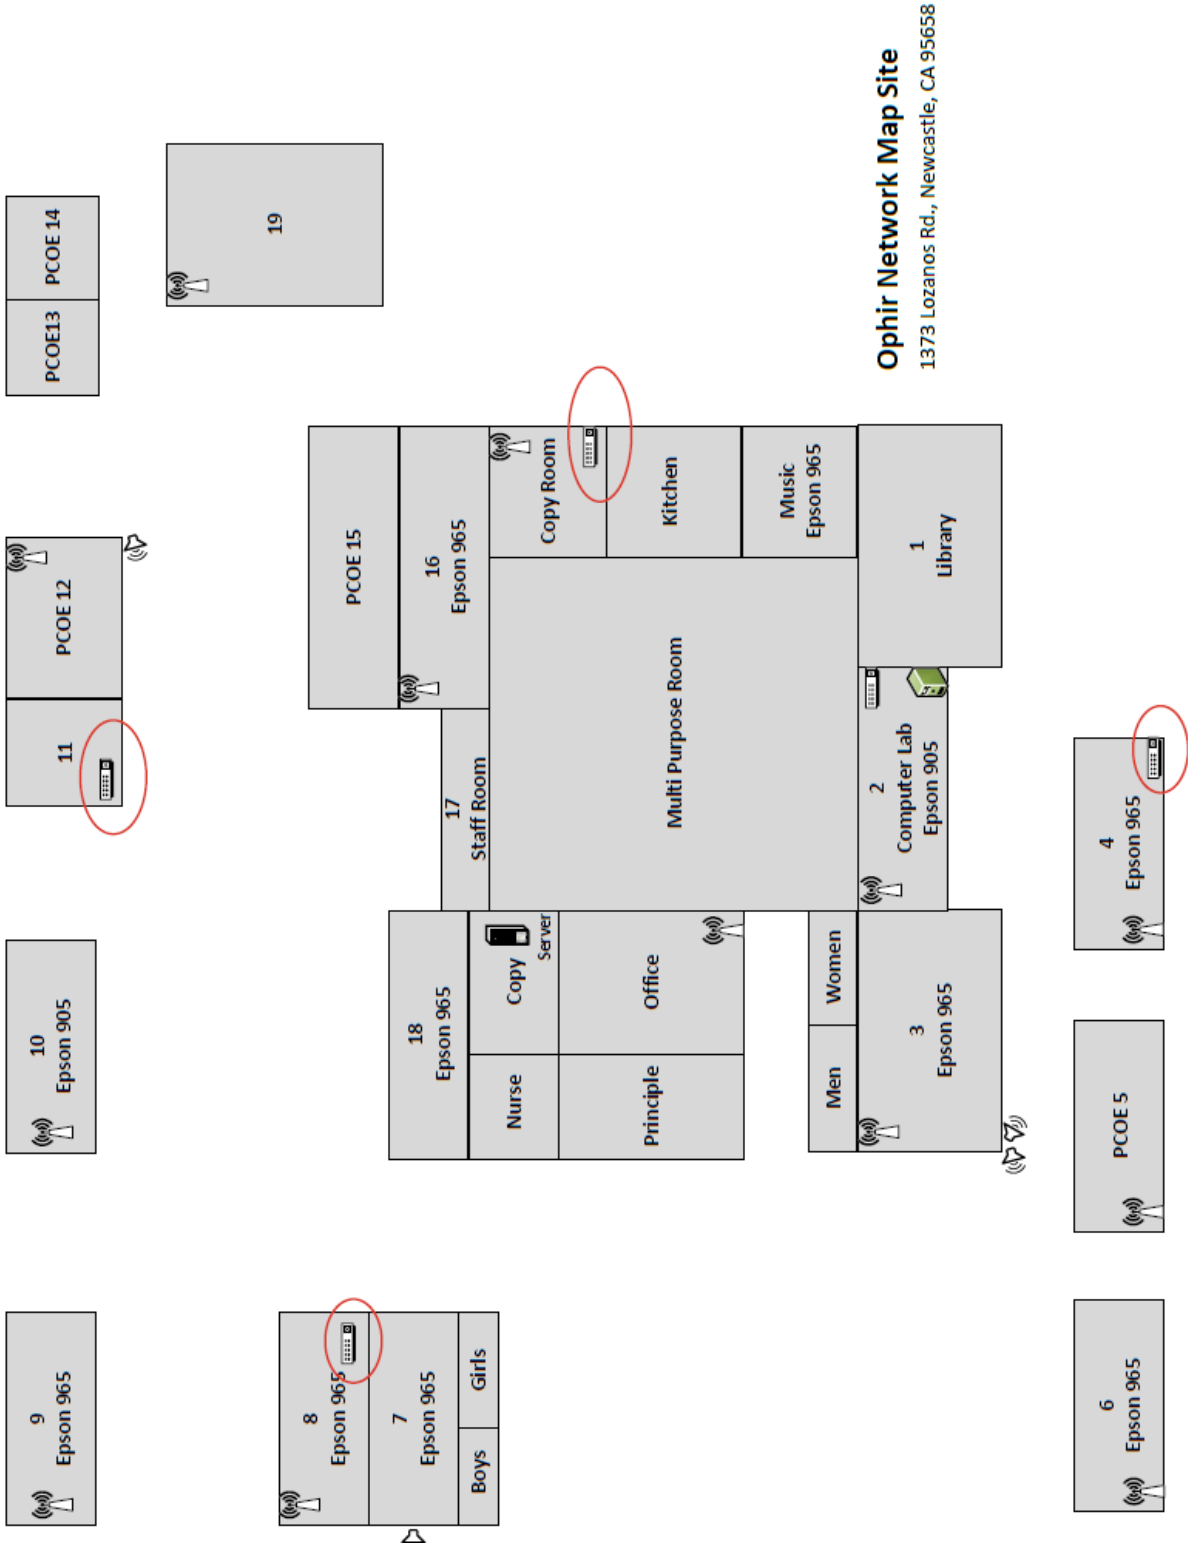 Ophir Network Map Site
1373 Lozanos Rd., Newcastle, CA 95658
9
Epson 965
10
Epson 905
11
PCOE 12
PCOE13
PCOE 14
19
8
Epson 965
7
Epson 965
Boys
Girls
18
Epson 965
Nurse
Copy
Server
Principle
Office
17
Staff Room
PCOE 15
16
Epson 965
Copy Room
Kitchen
Music
Epson 965
Multi Purpose Room
Men
Women
3
Epson 965
2
Computer Lab
Epson 905
1
Library
6
Epson 965
PCOE 5
4
Epson 965